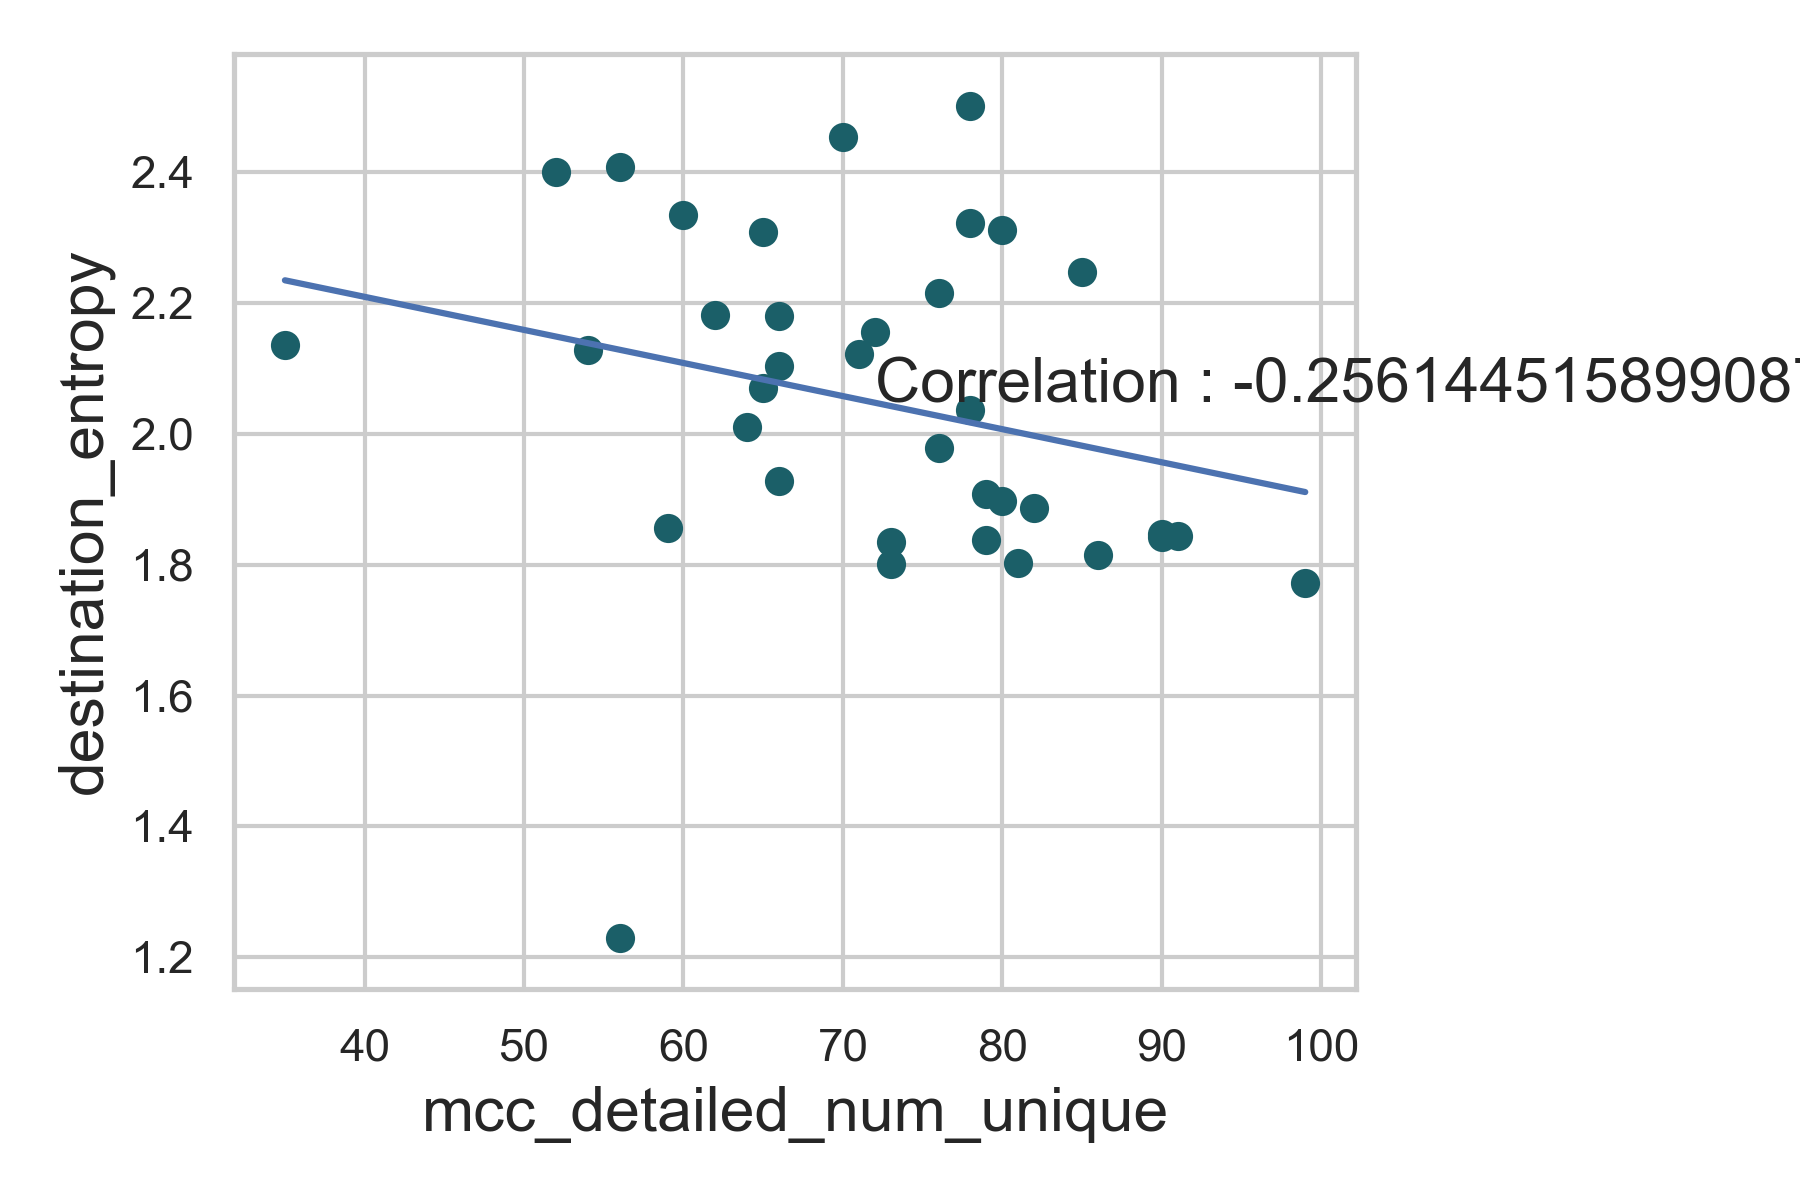 destination_entropy
2.4
2.2
2.0
1.8
1.6
1.4
1.2
Correlation : -0.256144515899087
40 50 60 70 80 90 100
mcc_detailed_num_unique